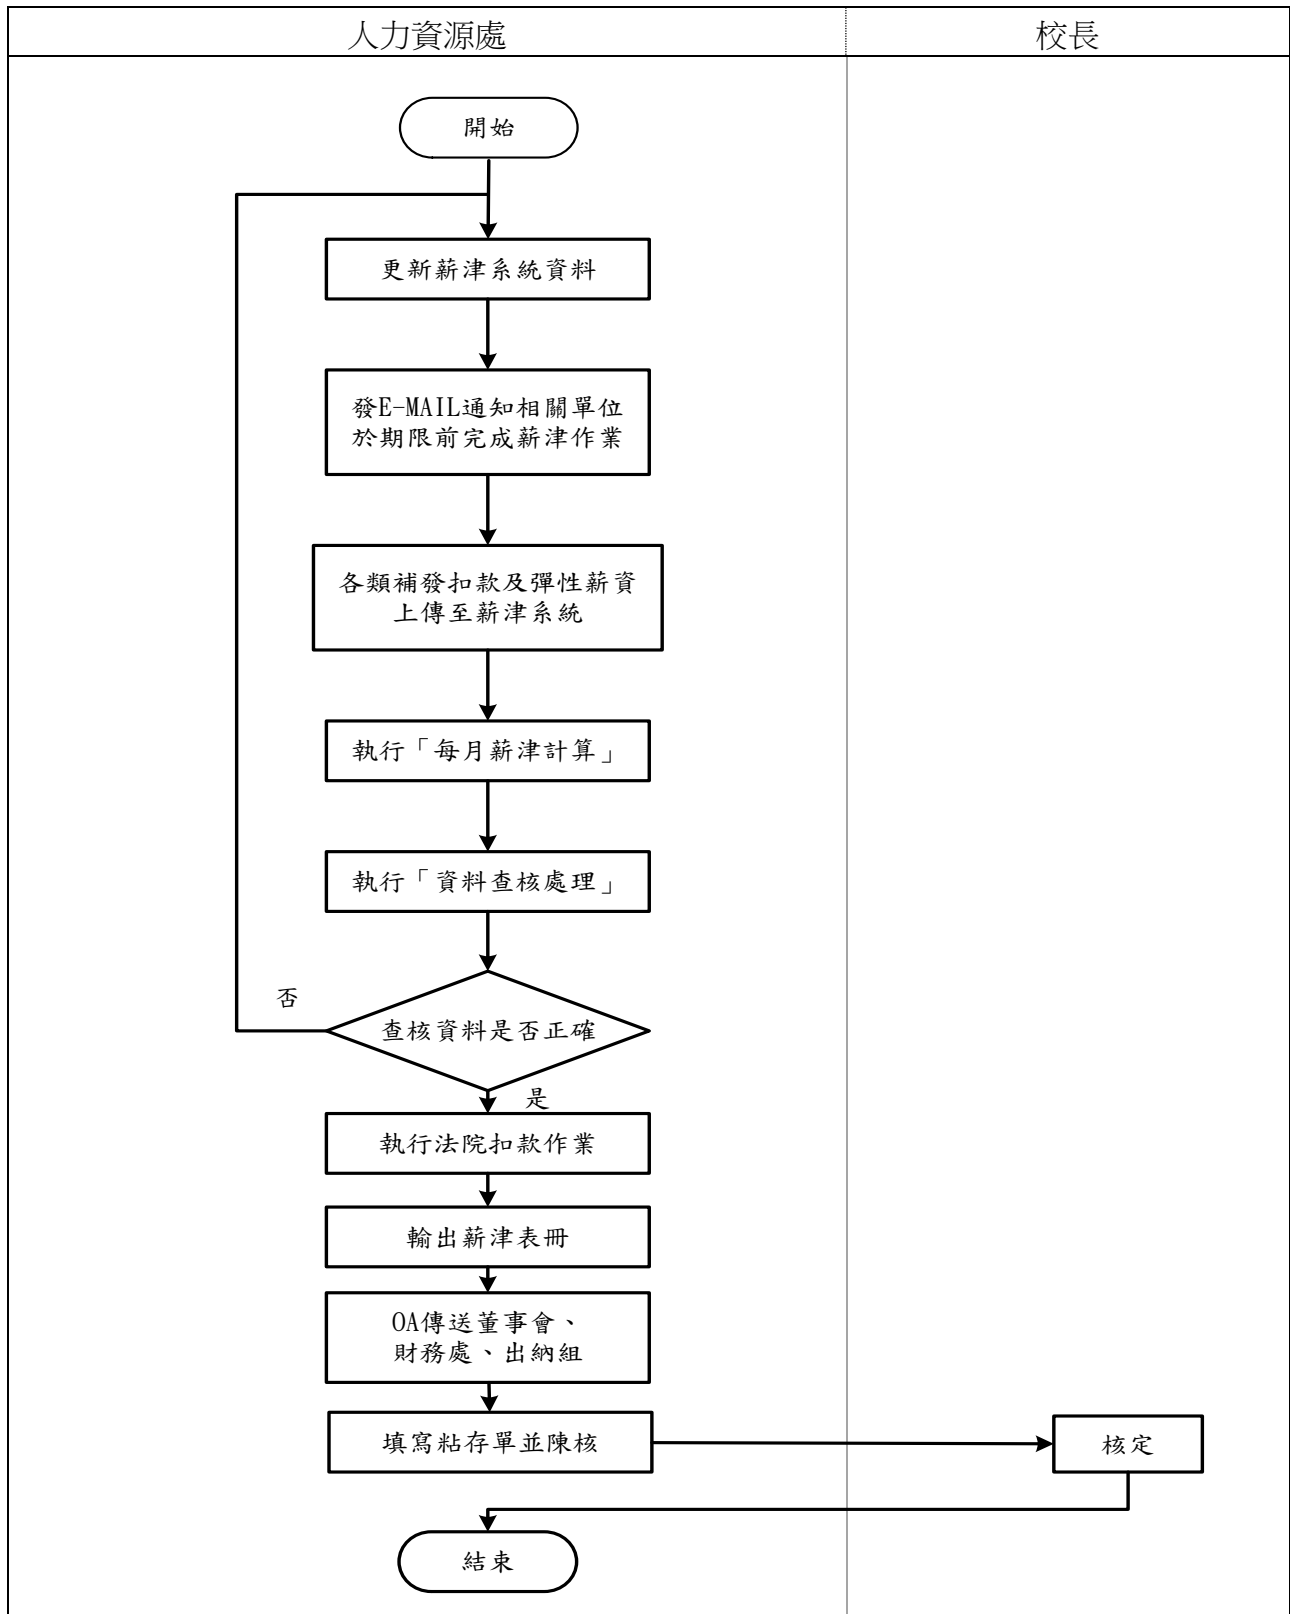 人力資源處
校長
開始
更新薪津系統資料
發E-MAIL通知相關單位
於期限前完成薪津作業
各類補發扣款及彈性薪資
上傳至薪津系統
執行「每月薪津計算」
執行「資料查核處理」
否
查核資料是否正確
是
執行法院扣款作業
輸出薪津表冊
OA傳送董事會、
財務處、出納組
填寫粘存單並陳核
核定
結束